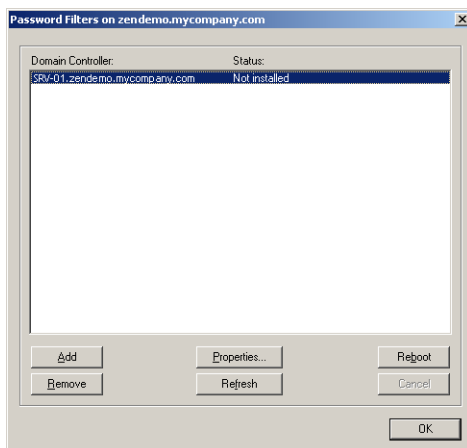 Password Filters on zendemo.mycompany.com
Domain Controller: Status:
SRV-01.zendemo.mycompany.com Not installed
Add Properties... Reboot
Remove Refresh Cancel
OK